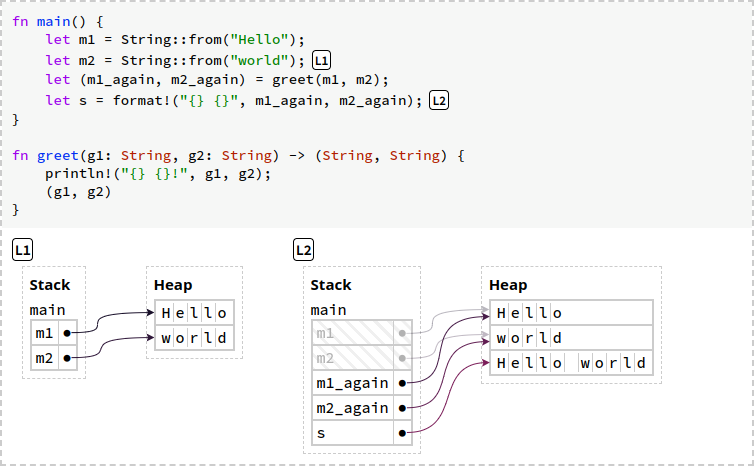 fn main() {
    let m1 = String::from("Hello");
    let m2 = String::from("world"); L1
    let (m1_again, m2_again) = greet(m1, m2);
    let s = format!("{} {}", m1_again, m2_again); L2
}

fn greet(g1: String, g2: String) -> (String, String) {
    println!("{} {}!", g1, g2);
    (g1, g2)
}
L1
Stack
main
m1
m2
Heap
Hello
world
L2
Stack
main
m1
m2
m1_again
m2_again
s
Heap
Hello
world
Hello world